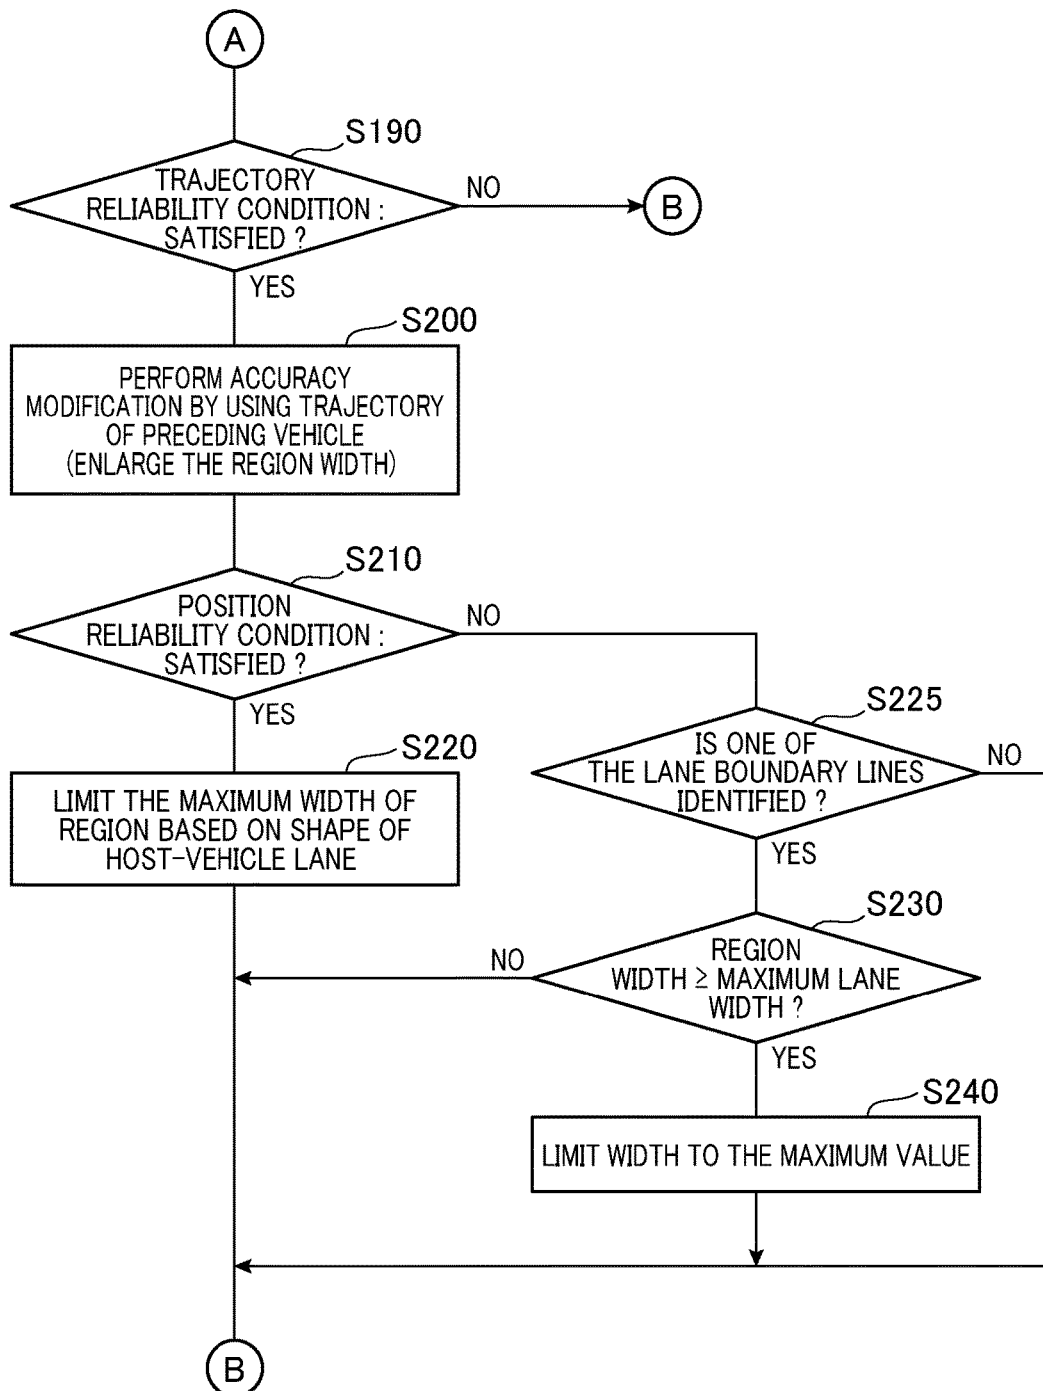 A
S190
TRAJECTORY
RELIABILITY CONDITION :
SATISFIED ?
NO
B
YES
S200
PERFORM ACCURACY
MODIFICATION BY USING TRAJECTORY
OF PRECEDING VEHICLE
(ENLARGE THE REGION WIDTH)
S210
POSITION
RELIABILITY CONDITION :
SATISFIED ?
NO
YES
S225
IS ONE OF
THE LANE BOUNDARY LINES
IDENTIFIED ?
NO
YES
S220
LIMIT THE MAXIMUM WIDTH OF
REGION BASED ON SHAPE OF
HOST-VEHICLE LANE
S230
REGION
WIDTH ≥ MAXIMUM LANE
WIDTH ?
NO
YES
S240
LIMIT WIDTH TO THE MAXIMUM VALUE
B